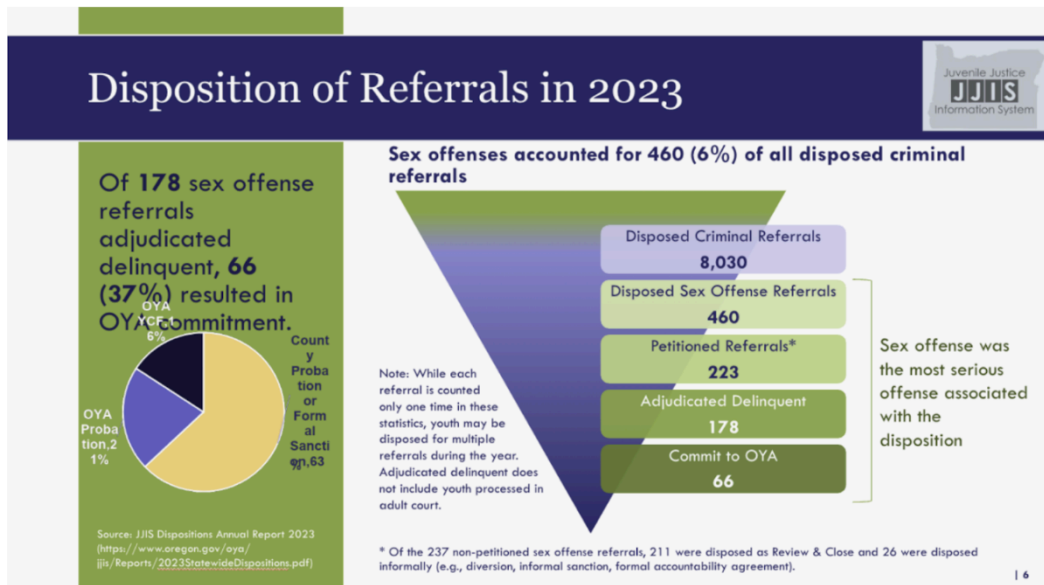 Disposition of Referrals in 2023
Juvenile Justice
JJIS
Information System
Of 178 sex offense
referrals
adjudicated
delinquent, 66
(37%) resulted in
OYA commitment.
OYA
YCF,1
6%
Count
y
Proba
tion
or
Form
al
Sancti
on,63
%
OYA
Proba
tion,2
1%
Source: JJIS Dispositions Annual Report 2023
(https://www.oregon.gov/oya/
jjis/Reports/2023StatewideDispositions.pdf)
Sex offenses accounted for 460 (6%) of all disposed criminal
referrals
Disposed Criminal Referrals
8,030
Disposed Sex Offense Referrals
460
Petitioned Referrals*
223
Adjudicated Delinquent
178
Commit to OYA
66
Note: While each
referral is counted
only one time in these
statistics, youth may be
disposed for multiple
referrals during the year.
Adjudicated delinquent does
not include youth processed in
adult court.
Sex offense was
the most serious
offense associated
with the
disposition
* Of the 237 non-petitioned sex offense referrals, 211 were disposed as Review & Close and 26 were disposed
informally (e.g., diversion, informal sanction, formal accountability agreement).
| 6